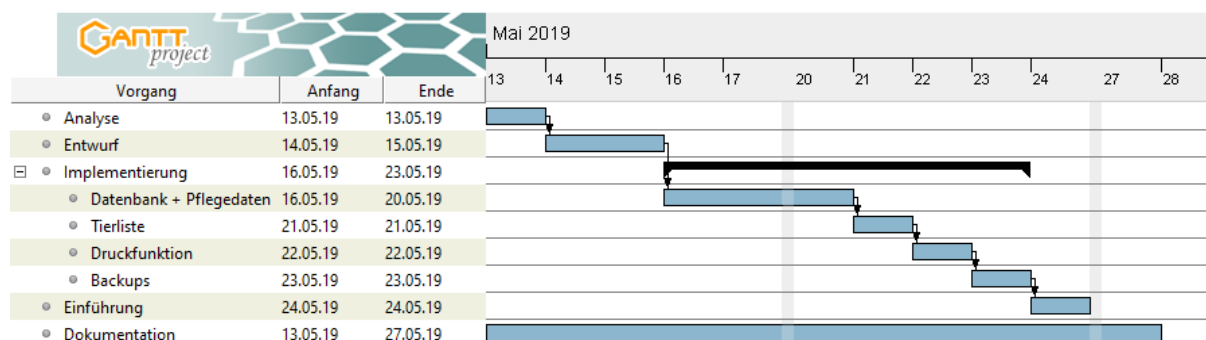 GANTT
project
Mai 2019
13 14 15 16 17 20 21 22 23 24 27 28
Vorgang Anfang Ende
Analyse 13.05.19 13.05.19
Entwurf 14.05.19 15.05.19
Implementierung 16.05.19 23.05.19
Datenbank + Pflegedaten 16.05.19 20.05.19
Tierliste 21.05.19 21.05.19
Druckfunktion 22.05.19 22.05.19
Backups 23.05.19 23.05.19
Einführung 24.05.19 24.05.19
Dokumentation 13.05.19 27.05.19